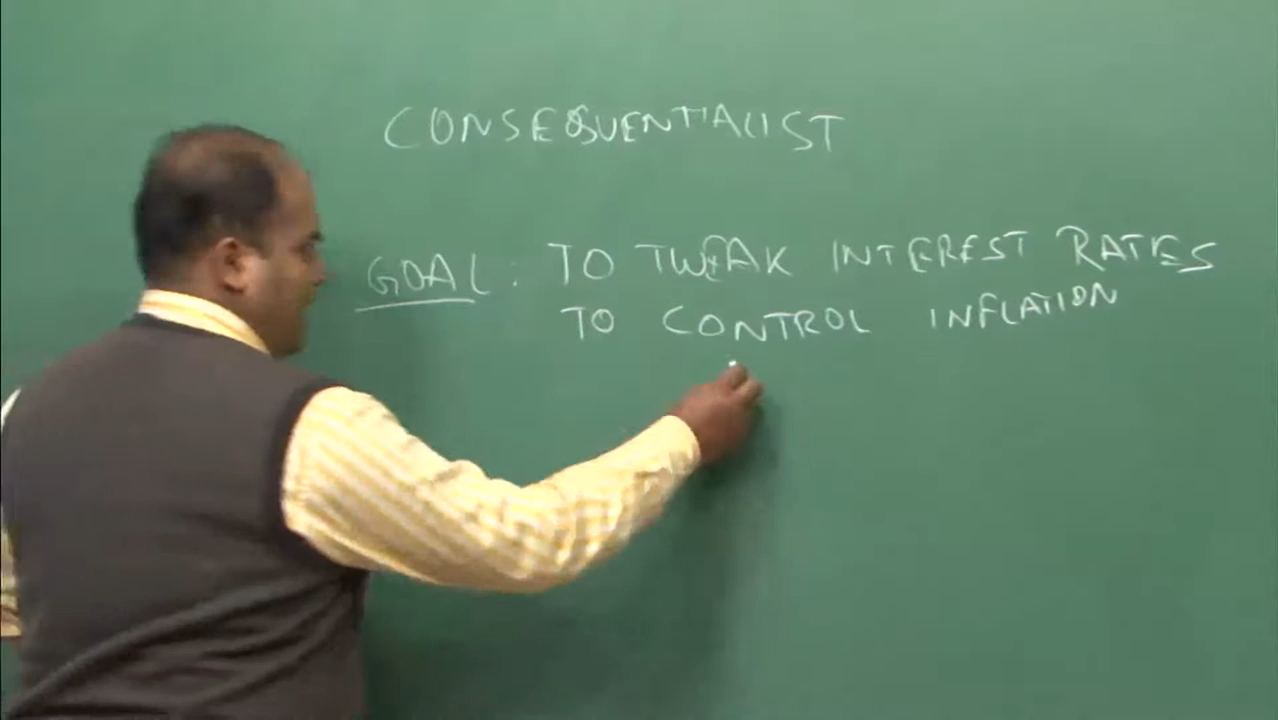 CONSEQUENTIALIST
GOAL : TO TWEAK INTEREST RATES
TO CONTROL INFLATION